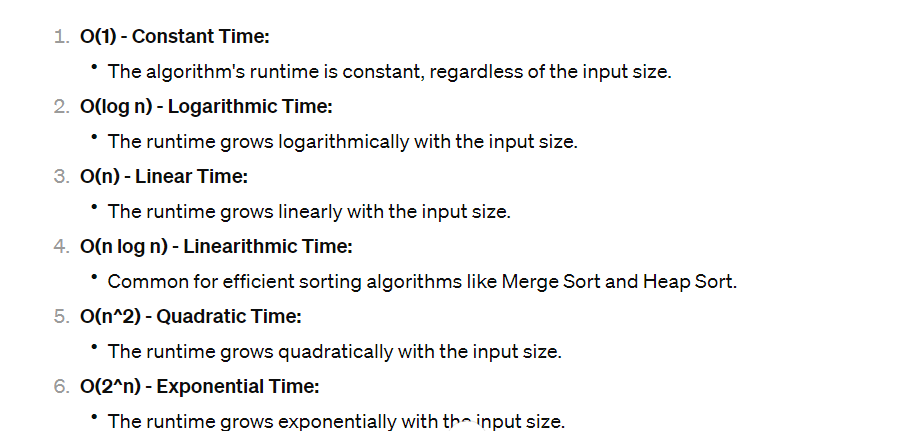 1. O(1) - Constant Time:
• The algorithm's runtime is constant, regardless of the input size.
2. O(log n) - Logarithmic Time:
• The runtime grows logarithmically with the input size.
3. O(n) - Linear Time:
• The runtime grows linearly with the input size.
4. O(n log n) - Linearithmic Time:
• Common for efficient sorting algorithms like Merge Sort and Heap Sort.
5. O(n^2) - Quadratic Time:
• The runtime grows quadratically with the input size.
6. O(2^n) - Exponential Time:
• The runtime grows exponentially with the input size.